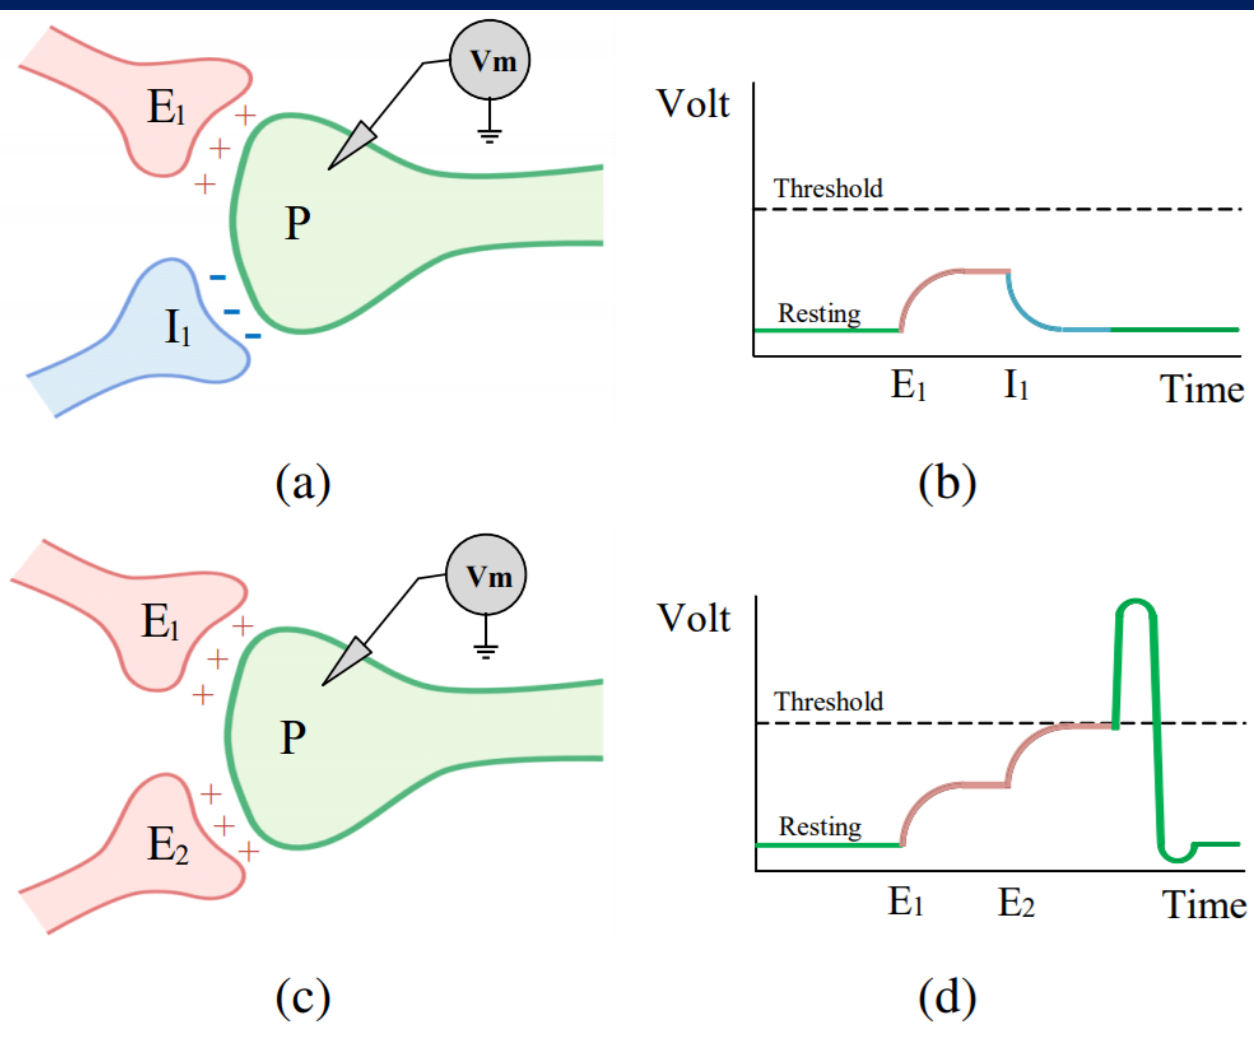 E₁
+
+
+
Vm
P
I₁
-
-
-
(a)
Volt
Threshold
Resting
E₁
I₁
Time
(b)
E₁
+
+
+
Vm
P
+
+
+
E₂
(c)
Volt
Threshold
Resting
E₁
E₂
Time
(d)